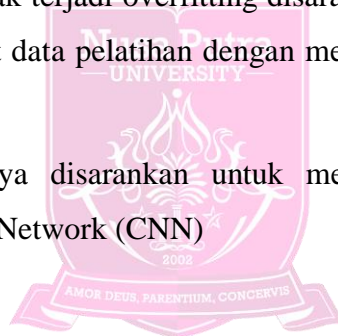 terjadi overfitting disara
data pelatihan dengan me
Nusa Putra
UNIVERSITY
ya disarankan untuk me
Network (CNN)
2002
AMOR DEUS, PARENTIUM, CONCERVIS